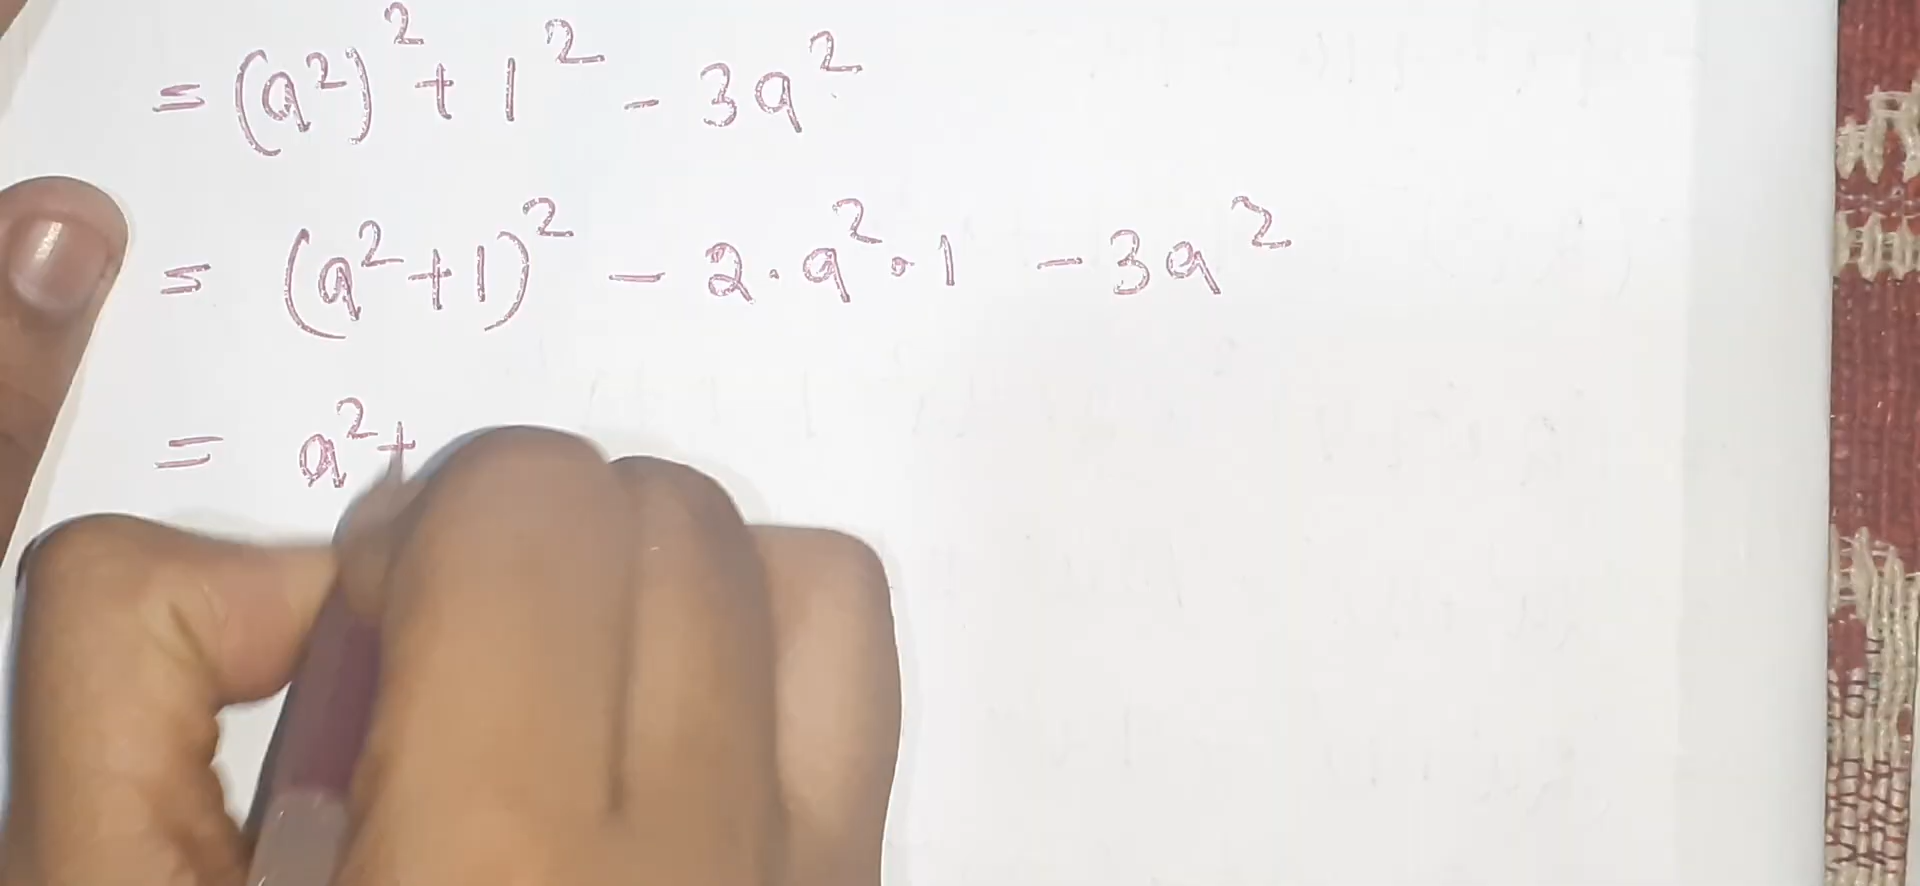 = (a²)² + 1² - 3a²
= (a²+1)² - 2·a²·1 - 3a²
= a²+